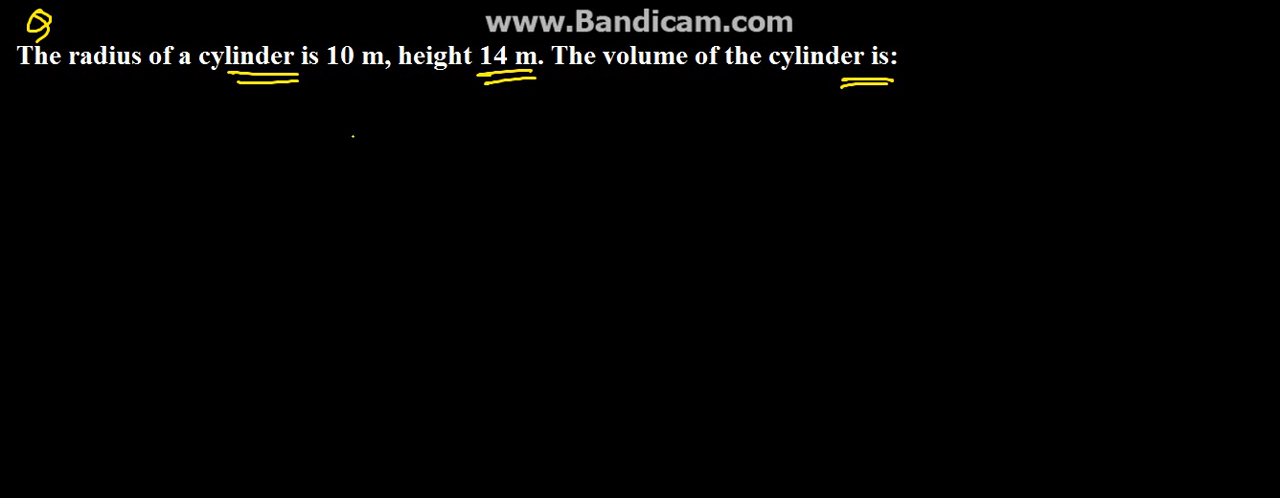 www.Bandicam.com
Q
The radius of a cylinder is 10 m, height 14 m. The volume of the cylinder is: